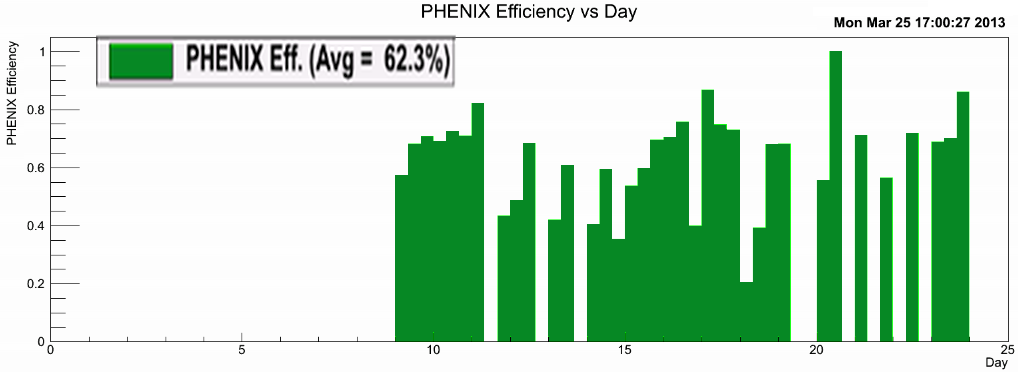 PHENIX Efficiency vs Day
Mon Mar 25 17:00:27 2013
PHENIX Eff. (Avg = 62.3%)
PHENIX Efficiency
1
0.8
0.6
0.4
0.2
0
0 5 10 15 20 25
Day